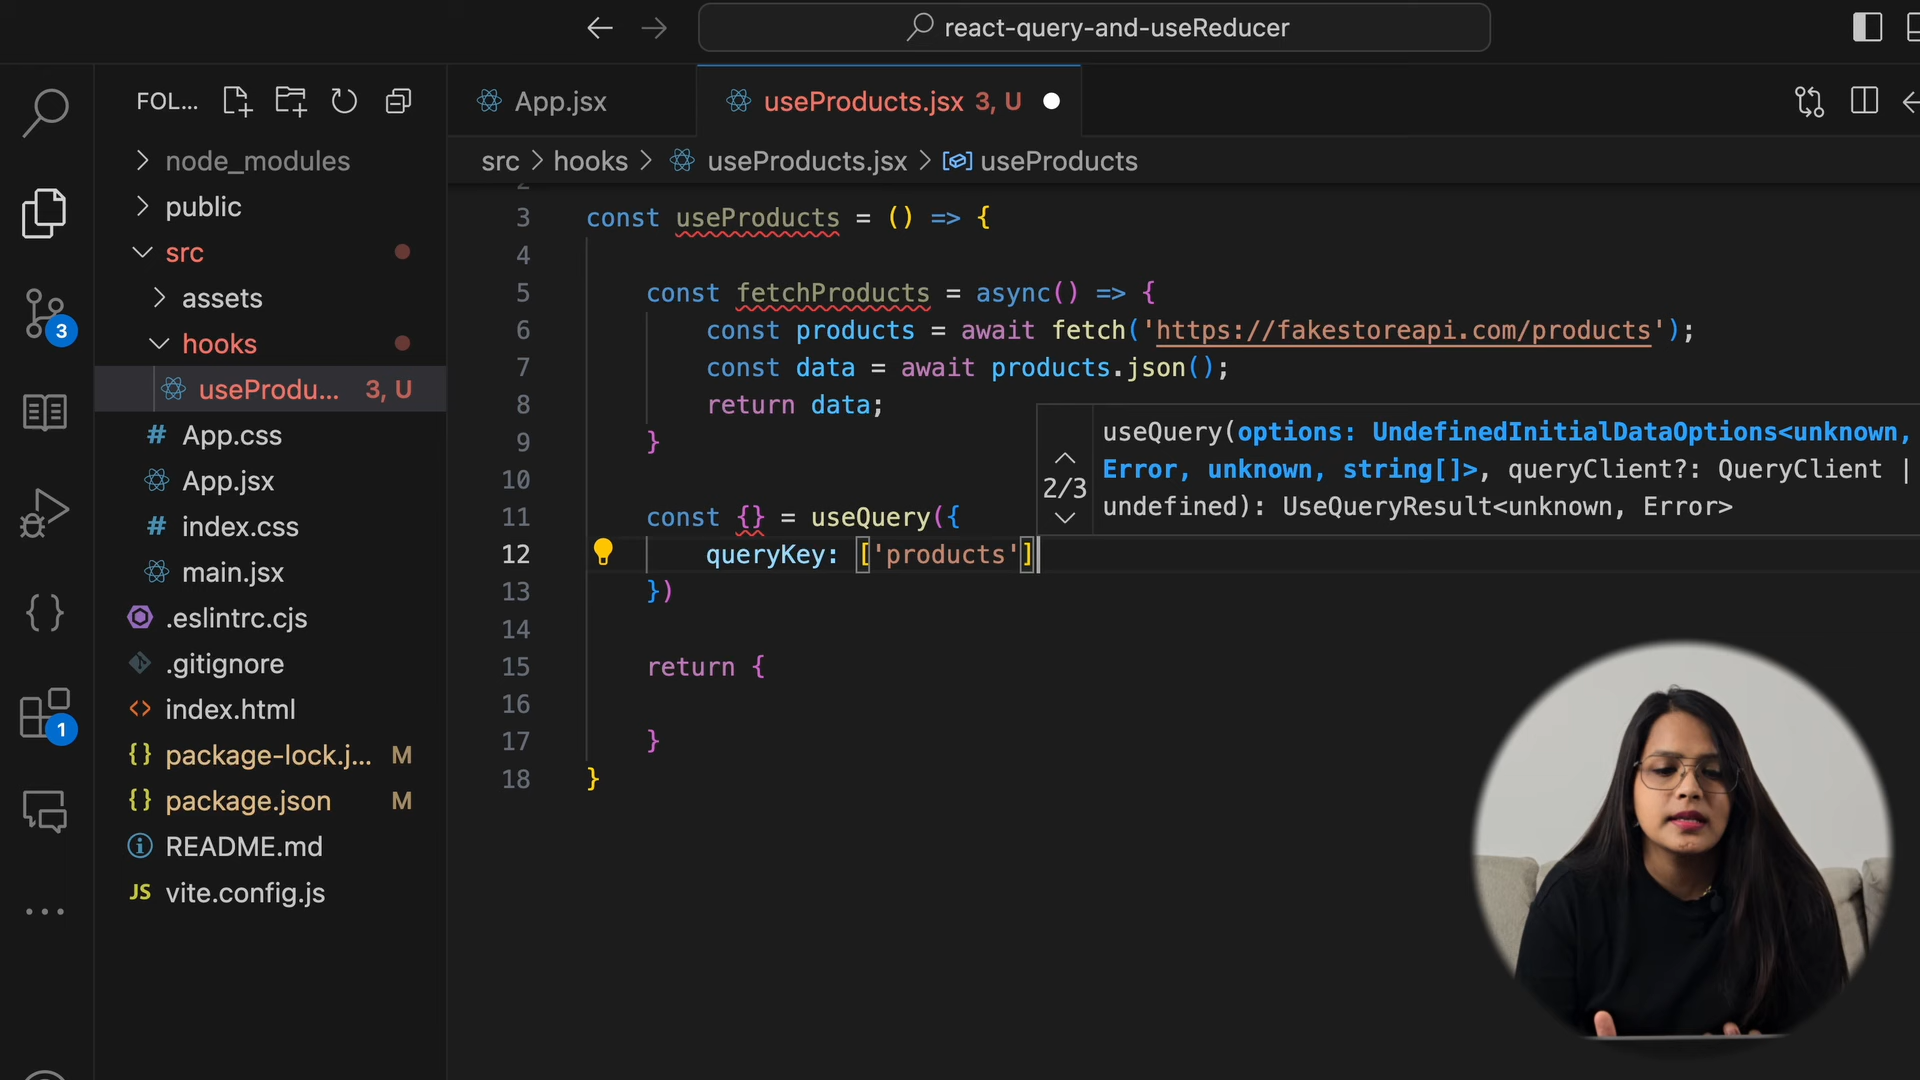 react-query-and-useReducer
FOL...
App.jsx
useProducts.jsx 3, U
node_modules
public
src
assets
hooks
useProdu... 3, U
App.css
App.jsx
index.css
main.jsx
.eslintrc.cjs
.gitignore
index.html
package-lock.j... M
package.json M
README.md
JS vite.config.js
3
1
src > hooks > useProducts.jsx > useProducts
2
3 const useProducts = () => {
4
5 const fetchProducts = async() => {
6 const products = await fetch('https://fakestoreapi.com/products');
7 const data = await products.json();
8 return data;
9 }
10
11 const {} = useQuery({
12 queryKey: ['products']
13 })
14
15 return {
16
17 }
18 }
2/3
useQuery(options: UndefinedInitialDataOptions<unknown,
Error, unknown, string[]>, queryClient?: QueryClient |
undefined): UseQueryResult<unknown, Error>